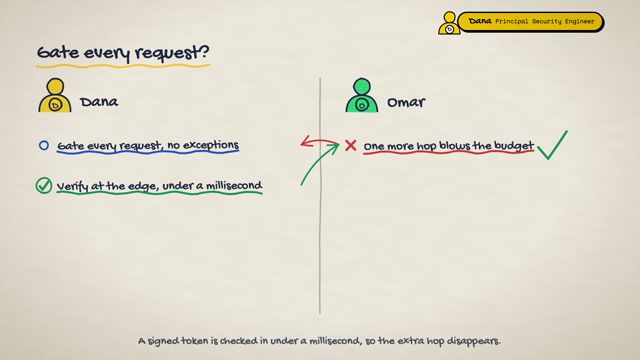 Dana Principal Security Engineer
Gate every request?
Dana
D
Gate every request, no exceptions
Verify at the edge, under a millisecond
Omar
O
One more hop blows the budget
A signed token is checked in under a millisecond, so the extra hop disappears.